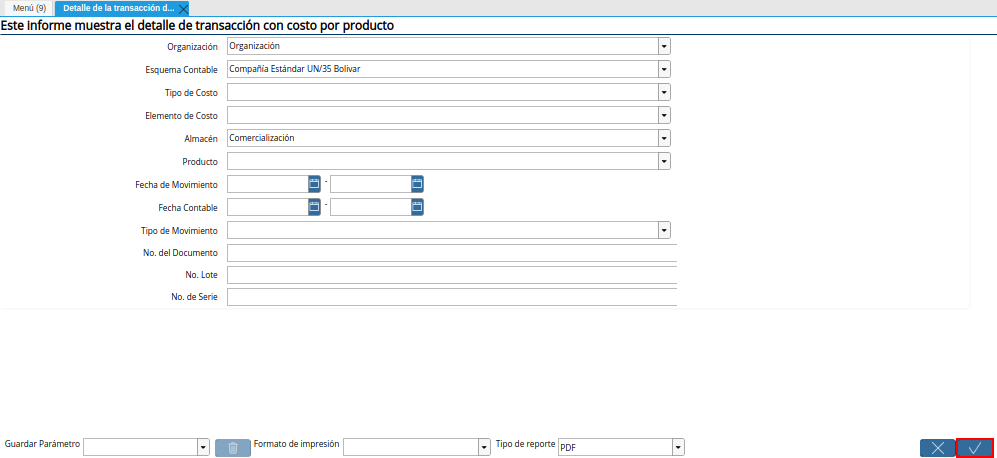 Menú (9) Detalle de la transacción d...
Este informe muestra el detalle de transacción con costo por producto
Organización Organización
Esquema Contable Compañía Estándar UN/35 Bolivar
Tipo de Costo
Elemento de Costo
Almacén Comercialización
Producto
Fecha de Movimiento -
Fecha Contable -
Tipo de Movimiento
No. del Documento
No. Lote
No. de Serie
Guardar Parámetro Formato de impresión Tipo de reporte PDF